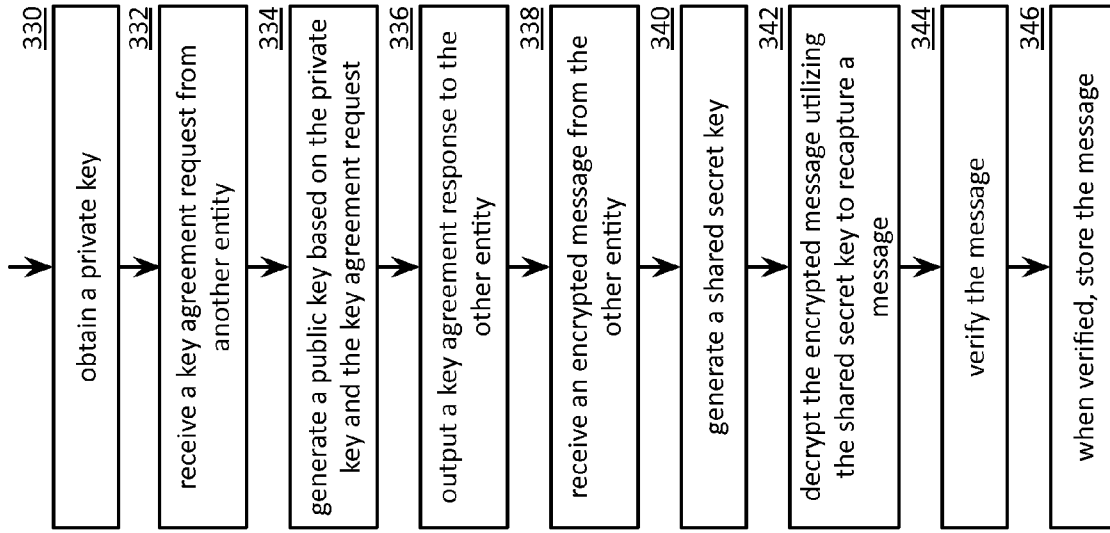 330
obtain a private key
332
receive a key agreement request from
another entity
334
generate a public key based on the private
key and the key agreement request
336
output a key agreement response to the
other entity
338
receive an encrypted message from the
other entity
340
generate a shared secret key
342
decrypt the encrypted message utilizing
the shared secret key to recapture a
message
344
verify the message
346
when verified, store the message